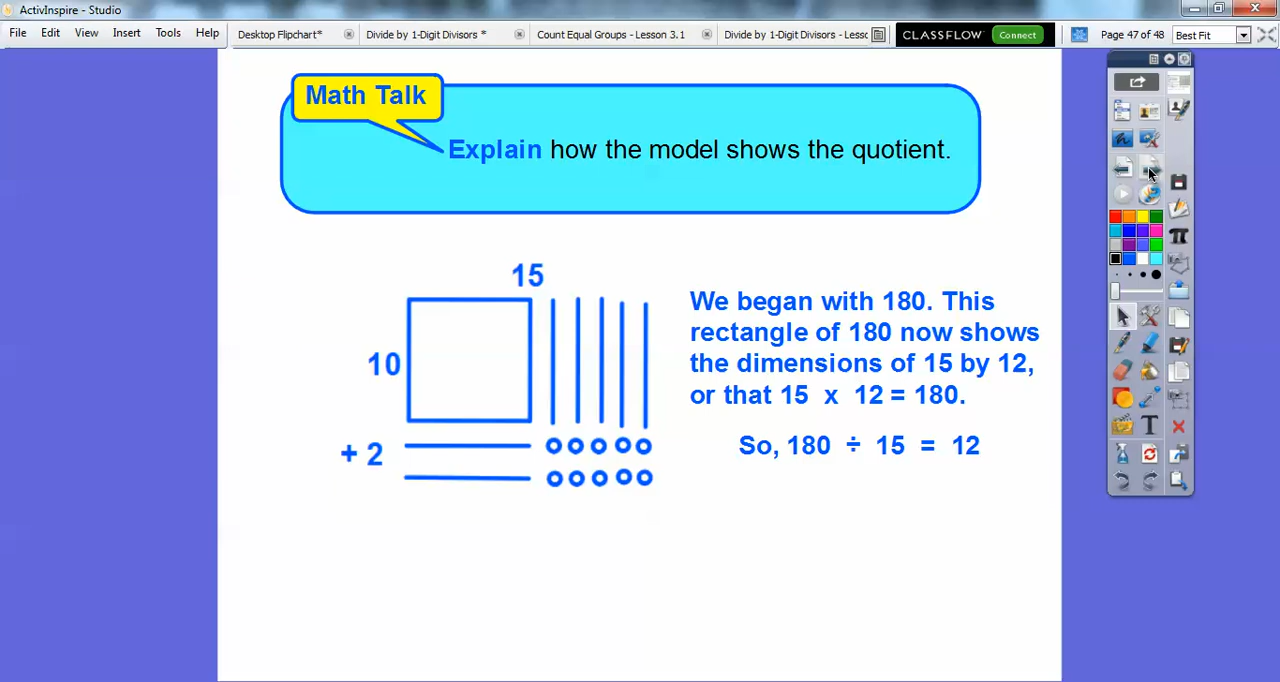 ActivInspire - Studio
File Edit View Insert Tools Help
Desktop Flipchart* Divide by 1-Digit Divisors * Count Equal Groups - Lesson 3.1 Divide by 1-Digit Divisors - Lessc CLASSFLOW Connect Page 47 of 48 Best Fit
Math Talk
Explain how the model shows the quotient.
15
10
+ 2
We began with 180. This
rectangle of 180 now shows
the dimensions of 15 by 12,
or that 15 x 12 = 180.
So, 180 ÷ 15 = 12